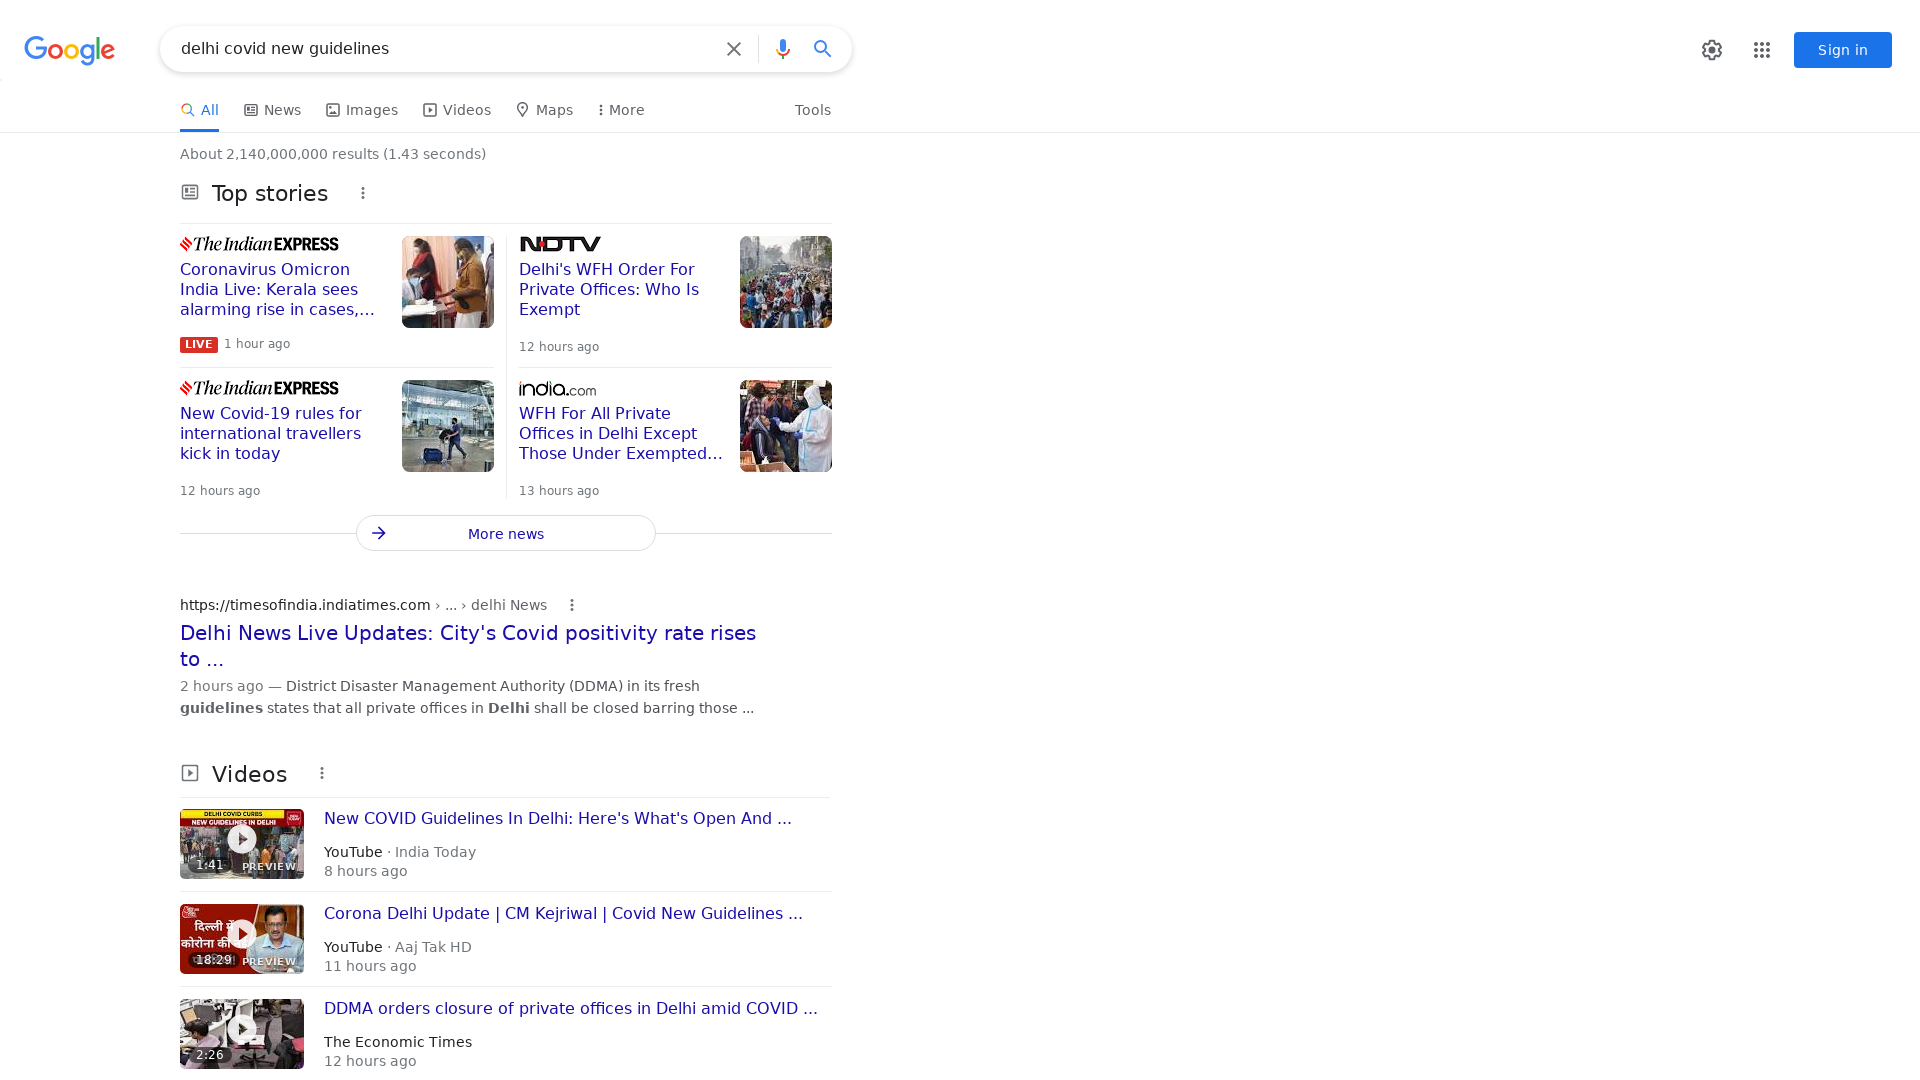 Google
delhi covid new guidelines
Sign in
All
News
Images
Videos
Maps
More
Tools
About 2,140,000,000 results (1.43 seconds)
Top stories
The Indian EXPRESS
Coronavirus Omicron
India Live: Kerala sees
alarming rise in cases,...
LIVE 1 hour ago
NDTV
Delhi's WFH Order For
Private Offices: Who Is
Exempt
12 hours ago
The Indian EXPRESS
New Covid-19 rules for
international travellers
kick in today
12 hours ago
india.com
WFH For All Private
Offices in Delhi Except
Those Under Exempted...
13 hours ago
More news
https://timesofindia.indiatimes.com › ... › delhi News
Delhi News Live Updates: City's Covid positivity rate rises
to ...
2 hours ago — District Disaster Management Authority (DDMA) in its fresh
guidelines states that all private offices in Delhi shall be closed barring those ...
Videos
DELHI COVID CURBS
NEW GUIDELINES IN DELHI
1:41
PREVIEW
New COVID Guidelines In Delhi: Here's What's Open And ...
YouTube · India Today
8 hours ago
दिल्ली में
कोरोना की
18:29
PREVIEW
Corona Delhi Update | CM Kejriwal | Covid New Guidelines ...
YouTube · Aaj Tak HD
11 hours ago
2:26
DDMA orders closure of private offices in Delhi amid COVID ...
The Economic Times
12 hours ago